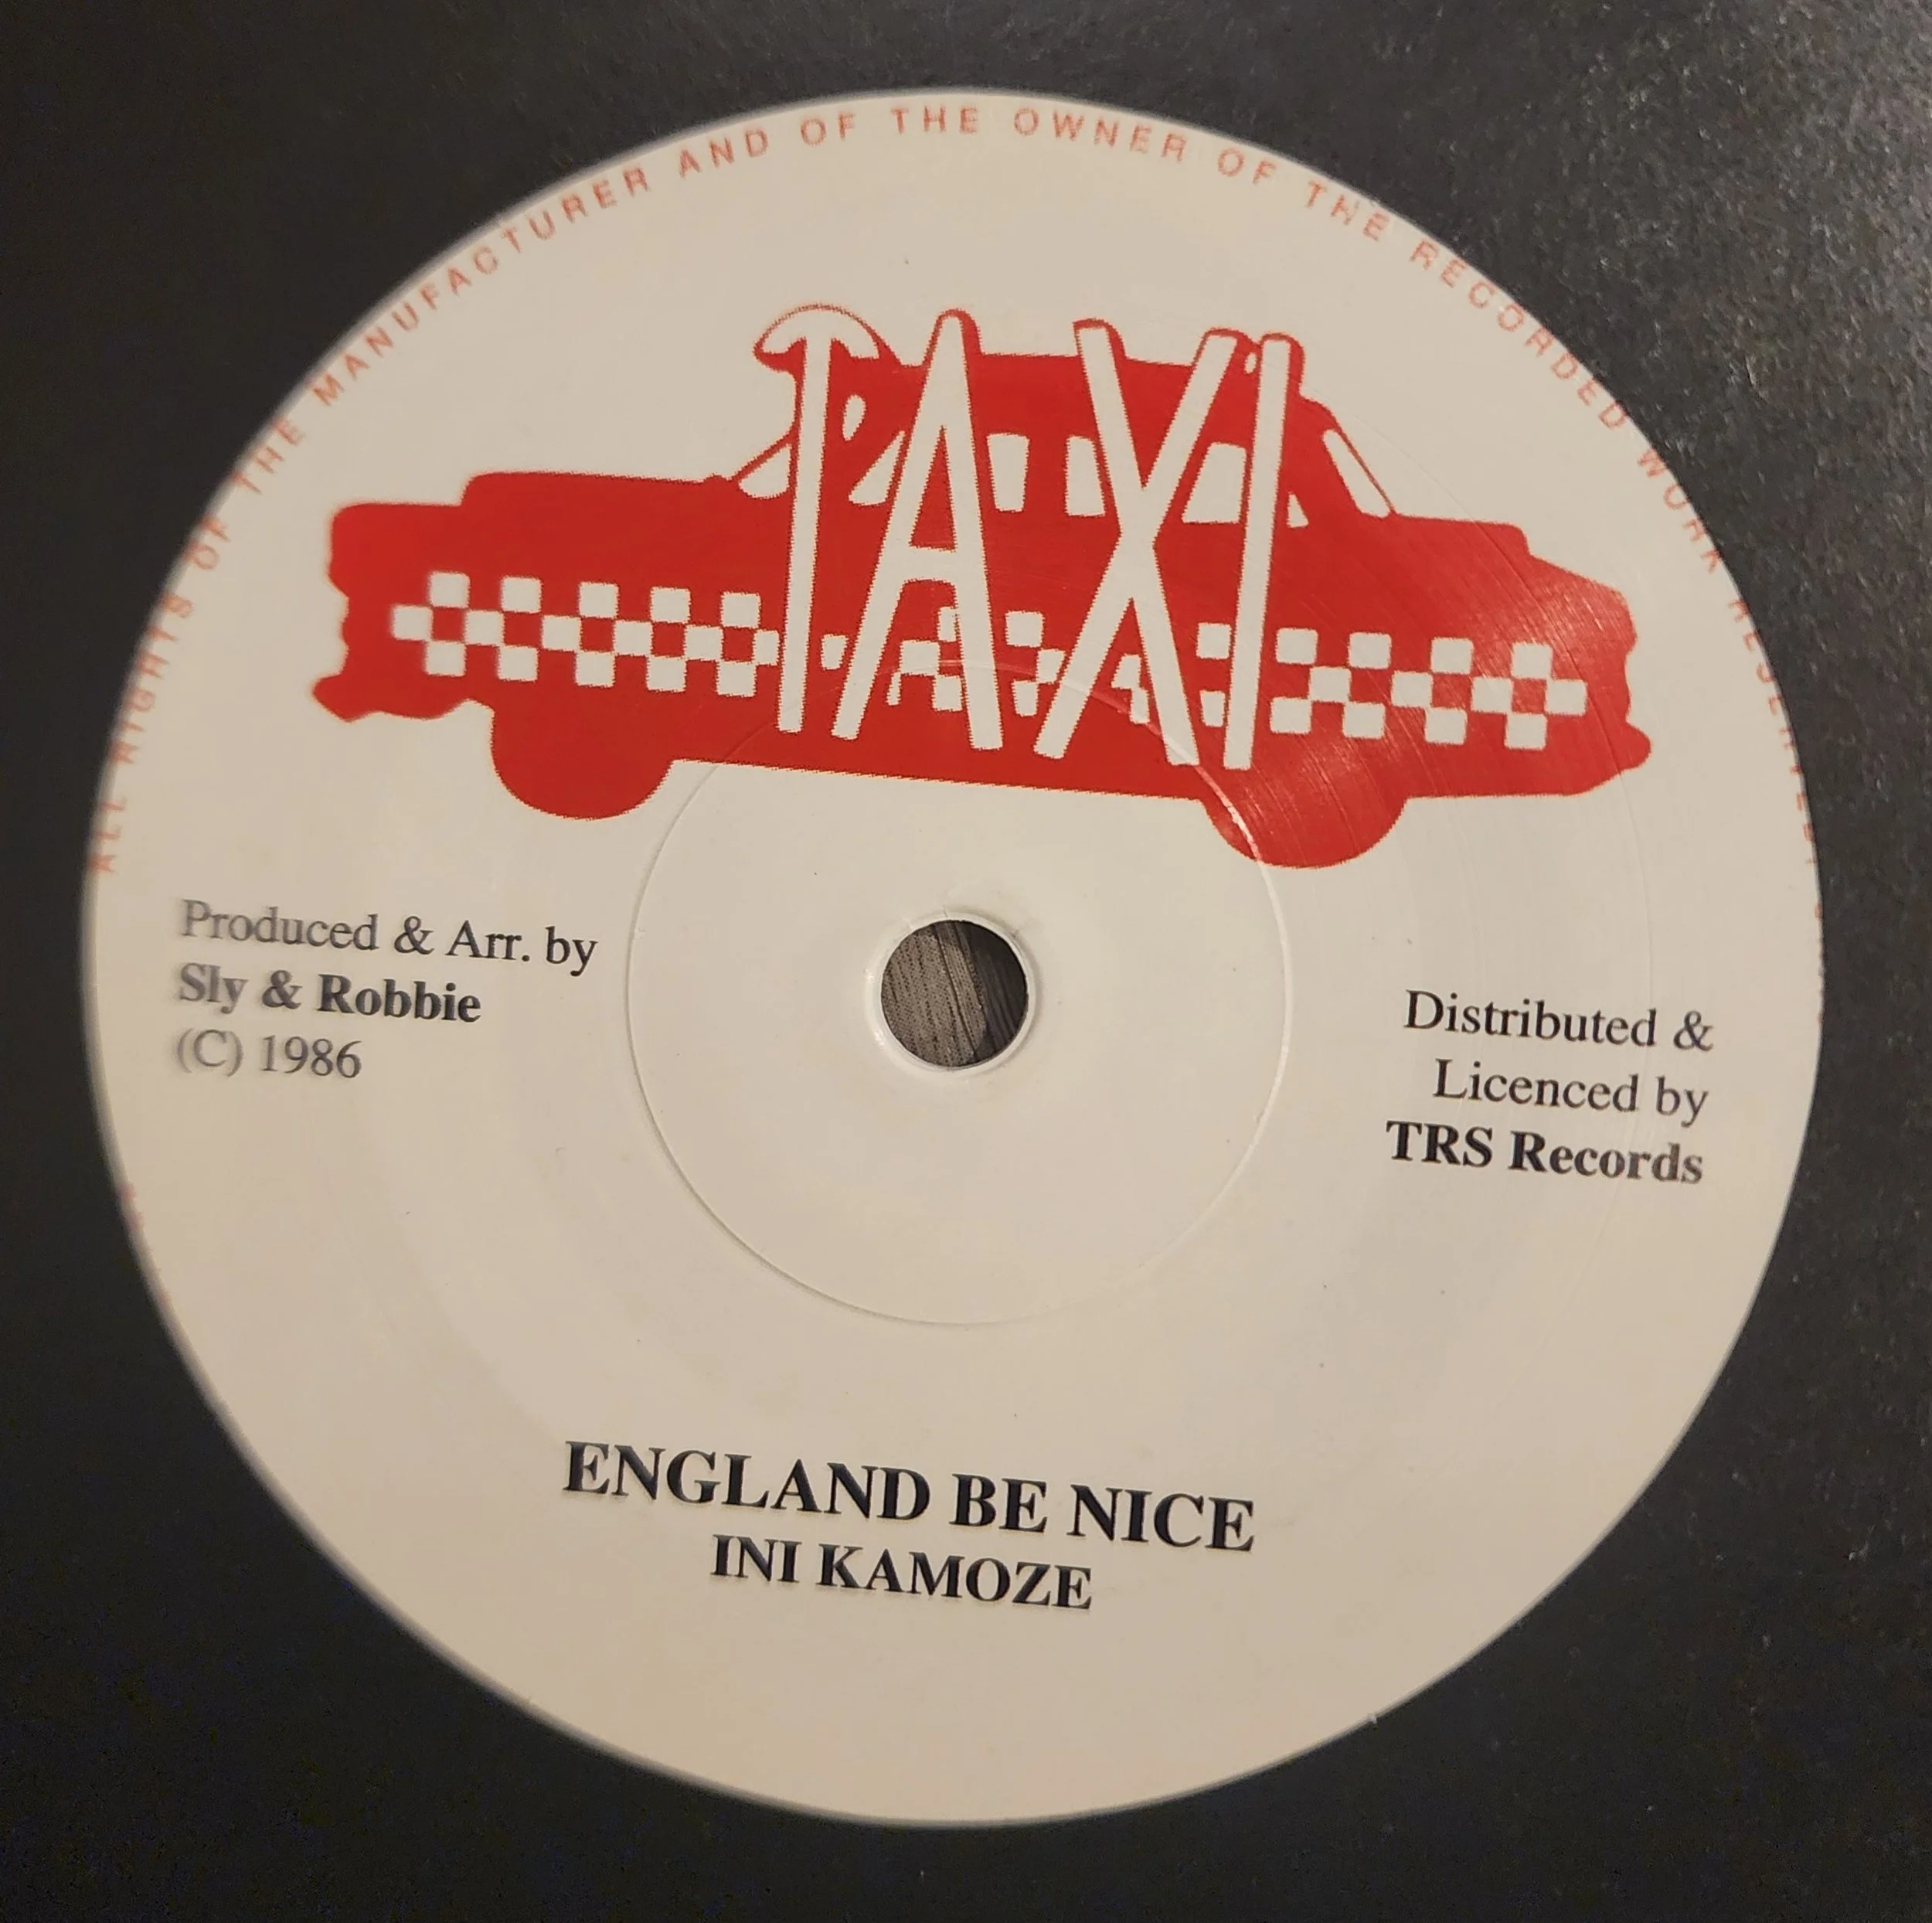 ALL RIGHTS OF THE MANUFACTURER AND OF THE OWNER OF THE RECORDED WORK RESERVED
TAXI
Produced & Arr. by
Sly & Robbie
(C) 1986
Distributed &
Licenced by
TRS Records
ENGLAND BE NICE
INI KAMOZE